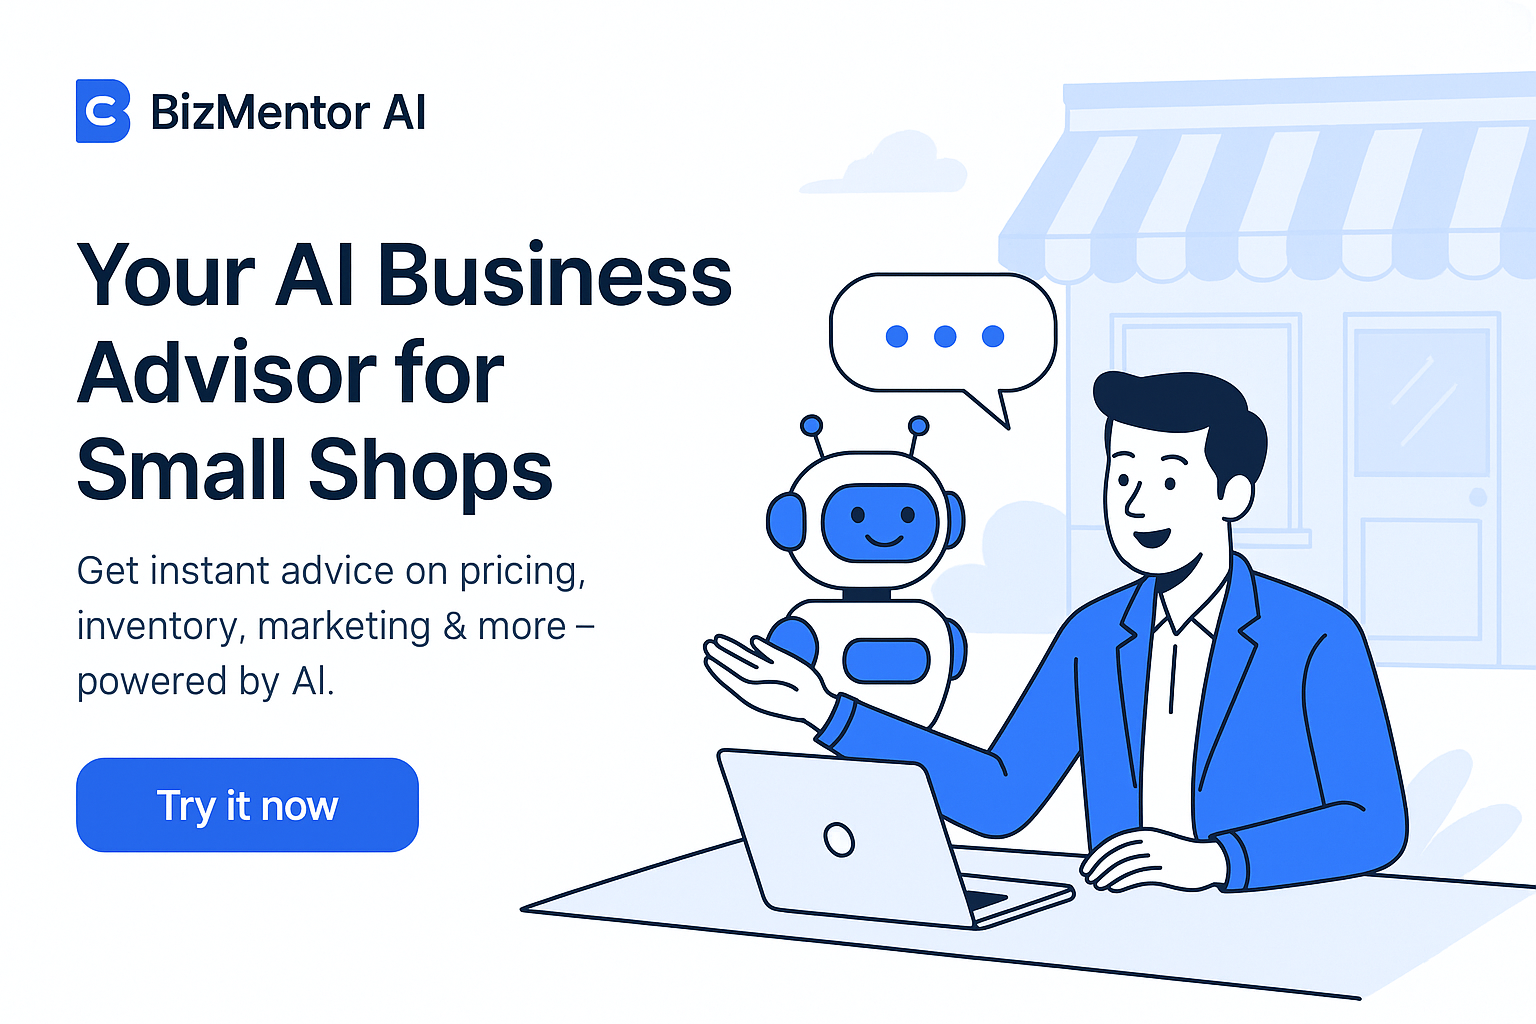 BizMentor AI
Your AI Business
Advisor for
Small Shops
Get instant advice on pricing,
inventory, marketing & more –
powered by AI.
Try it now